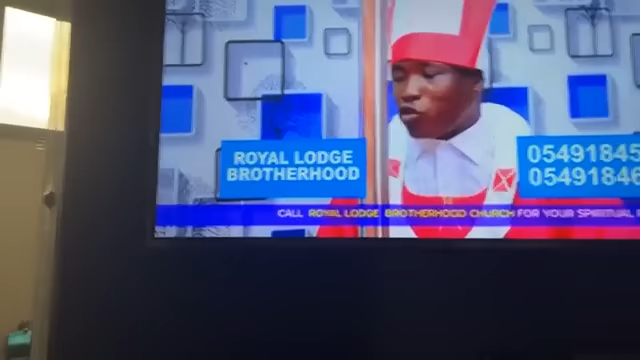 ROYAL LODGE
BROTHERHOOD
05491845
05491846
CALL ROYAL LODGE BROTHERHOOD CHURCH FOR YOUR SPIRITUAL